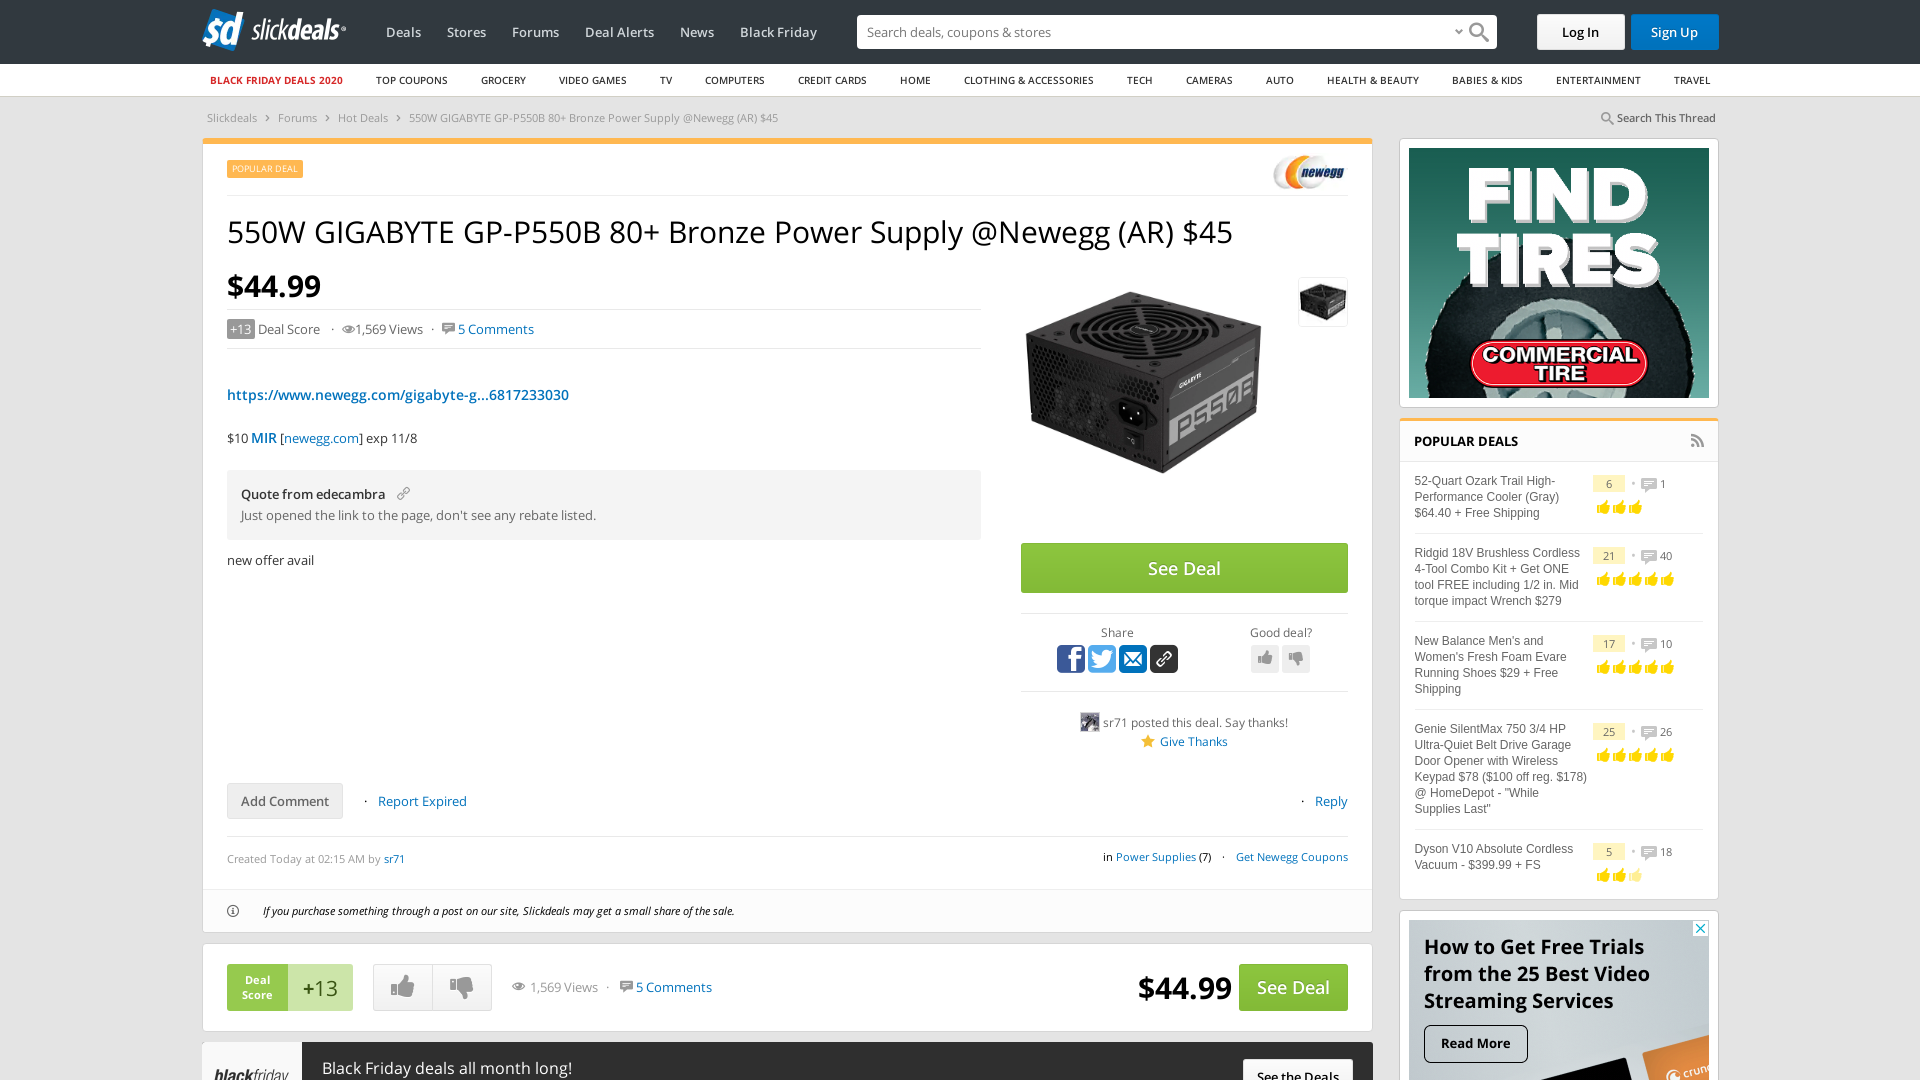 slickdeals
Deals
Stores
Forums
Deal Alerts
News
Black Friday
Search deals, coupons & stores
Log In
Sign Up
BLACK FRIDAY DEALS 2020
TOP COUPONS
GROCERY
VIDEO GAMES
TV
COMPUTERS
CREDIT CARDS
HOME
CLOTHING & ACCESSORIES
TECH
CAMERAS
AUTO
HEALTH & BEAUTY
BABIES & KIDS
ENTERTAINMENT
TRAVEL
Slickdeals › Forums › Hot Deals › 550W GIGABYTE GP-P550B 80+ Bronze Power Supply @Newegg (AR) $45
Search This Thread
POPULAR DEAL
newegg
550W GIGABYTE GP-P550B 80+ Bronze Power Supply @Newegg (AR) $45
$44.99
+13 Deal Score · 1,569 Views · 5 Comments
https://www.newegg.com/gigabyte-g...6817233030
$10 MIR [newegg.com] exp 11/8
Quote from edecambra
Just opened the link to the page, don't see any rebate listed.
new offer avail
GIGABYTE
P550B
See Deal
Share
Good deal?
sr71 posted this deal. Say thanks!
Give Thanks
Add Comment
· Report Expired
· Reply
Created Today at 02:15 AM by sr71
in Power Supplies (7) · Get Newegg Coupons
If you purchase something through a post on our site, Slickdeals may get a small share of the sale.
Deal
Score
+13
1,569 Views · 5 Comments
$44.99
See Deal
blackfriday
Black Friday deals all month long!
See the Deals
FIND
TIRES
COMMERCIAL
TIRE
POPULAR DEALS
52-Quart Ozark Trail High-
Performance Cooler (Gray)
$64.40 + Free Shipping
6 • 1
Ridgid 18V Brushless Cordless
4-Tool Combo Kit + Get ONE
tool FREE including 1/2 in. Mid
torque impact Wrench $279
21 • 40
New Balance Men's and
Women's Fresh Foam Evare
Running Shoes $29 + Free
Shipping
17 • 10
Genie SilentMax 750 3/4 HP
Ultra-Quiet Belt Drive Garage
Door Opener with Wireless
Keypad $78 ($100 off reg. $178)
@ HomeDepot - "While
Supplies Last"
25 • 26
Dyson V10 Absolute Cordless
Vacuum - $399.99 + FS
5 • 18
How to Get Free Trials
from the 25 Best Video
Streaming Services
Read More